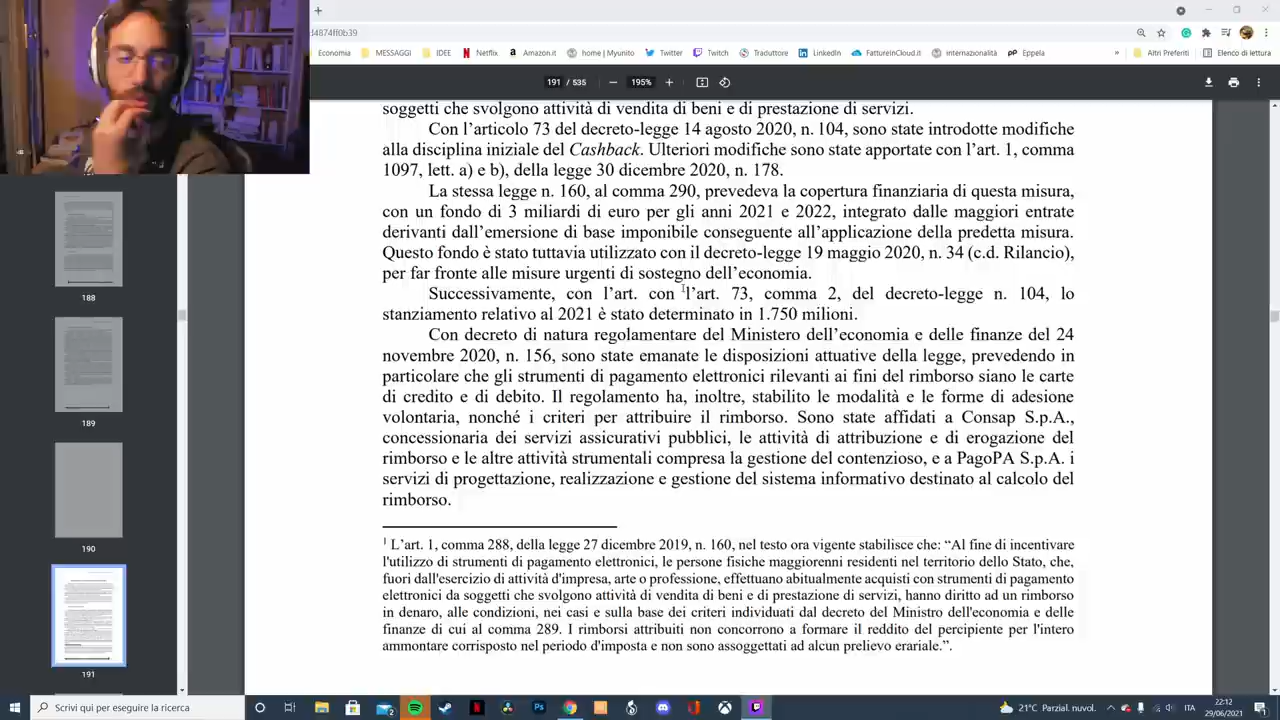 d4874ff0b39
Economia MESSAGGI IDEE Netflix Amazon.it home | Myunito Twitter Twitch Traduttore LinkedIn FattureInCloud.it internazionalità Eppela » Altri Preferiti Elenco di lettura
191 / 535 195%
soggetti che svolgono attività di vendita di beni e di prestazione di servizi.
Con l'articolo 73 del decreto-legge 14 agosto 2020, n. 104, sono state introdotte modifiche
alla disciplina iniziale del Cashback. Ulteriori modifiche sono state apportate con l'art. 1, comma
1097, lett. a) e b), della legge 30 dicembre 2020, n. 178.
La stessa legge n. 160, al comma 290, prevedeva la copertura finanziaria di questa misura,
con un fondo di 3 miliardi di euro per gli anni 2021 e 2022, integrato dalle maggiori entrate
derivanti dall'emersione di base imponibile conseguente all'applicazione della predetta misura.
Questo fondo è stato tuttavia utilizzato con il decreto-legge 19 maggio 2020, n. 34 (c.d. Rilancio),
per far fronte alle misure urgenti di sostegno dell'economia.
Successivamente, con l'art. con l'art. 73, comma 2, del decreto-legge n. 104, lo
stanziamento relativo al 2021 è stato determinato in 1.750 milioni.
Con decreto di natura regolamentare del Ministero dell'economia e delle finanze del 24
novembre 2020, n. 156, sono state emanate le disposizioni attuative della legge, prevedendo in
particolare che gli strumenti di pagamento elettronici rilevanti ai fini del rimborso siano le carte
di credito e di debito. Il regolamento ha, inoltre, stabilito le modalità e le forme di adesione
volontaria, nonché i criteri per attribuire il rimborso. Sono state affidati a Consap S.p.A.,
concessionaria dei servizi assicurativi pubblici, le attività di attribuzione e di erogazione del
rimborso e le altre attività strumentali compresa la gestione del contenzioso, e a PagoPA S.p.A. i
servizi di progettazione, realizzazione e gestione del sistema informativo destinato al calcolo del
rimborso.
1 L'art. 1, comma 288, della legge 27 dicembre 2019, n. 160, nel testo ora vigente stabilisce che: "Al fine di incentivare
l'utilizzo di strumenti di pagamento elettronici, le persone fisiche maggiorenni residenti nel territorio dello Stato, che,
fuori dall'esercizio di attività d'impresa, arte o professione, effettuano abitualmente acquisti con strumenti di pagamento
elettronici da soggetti che svolgono attività di vendita di beni e di prestazione di servizi, hanno diritto ad un rimborso
in denaro, alle condizioni, nei casi e sulla base dei criteri individuati dal decreto del Ministro dell'economia e delle
finanze di cui al comma 289. I rimborsi attribuiti non concorrono a formare il reddito del percipiente per l'intero
ammontare corrisposto nel periodo d'imposta e non sono assoggettati ad alcun prelievo erariale.".
188
189
190
191
Scrivi qui per eseguire la ricerca
21°C Parzial. nuvol. ITA 22:12
29/06/2021